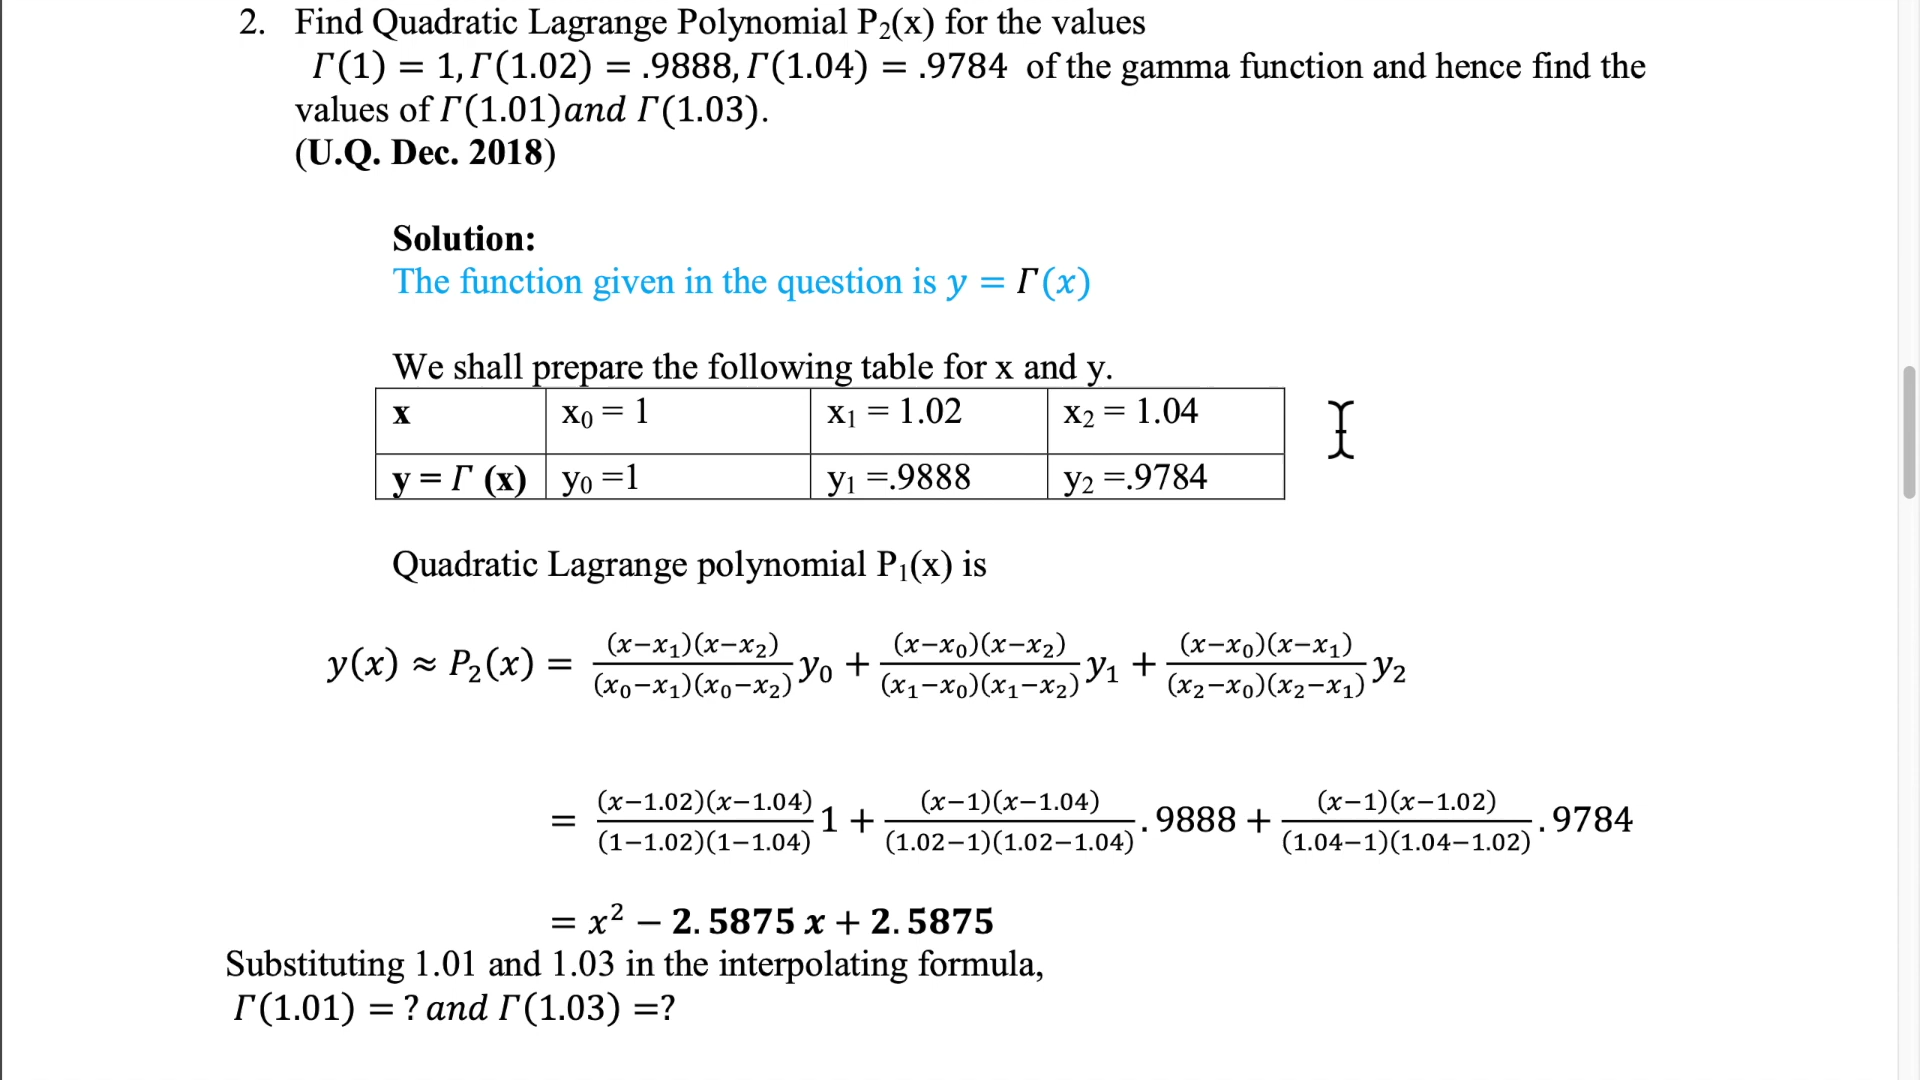 2. Find Quadratic Lagrange Polynomial P₂(x) for the values
Γ(1) = 1, Γ(1.02) = .9888, Γ(1.04) = .9784 of the gamma function and hence find the
values of Γ(1.01)and Γ(1.03).
(U.Q. Dec. 2018)
Solution:
The function given in the question is y = Γ(x)
We shall prepare the following table for x and y.
x x₀ = 1 x₁ = 1.02 x₂ = 1.04
y = Γ (x) y₀ =1 y₁ =.9888 y₂ =.9784
Quadratic Lagrange polynomial P₁(x) is
y(x) ≈ P₂(x) = (x−x₁)(x−x₂)/(x₀−x₁)(x₀−x₂) y₀ + (x−x₀)(x−x₂)/(x₁−x₀)(x₁−x₂) y₁ + (x−x₀)(x−x₁)/(x₂−x₀)(x₂−x₁) y₂
= (x−1.02)(x−1.04)/(1−1.02)(1−1.04) 1 + (x−1)(x−1.04)/(1.02−1)(1.02−1.04) .9888 + (x−1)(x−1.02)/(1.04−1)(1.04−1.02) .9784
= x² − 2.5875 x + 2.5875
Substituting 1.01 and 1.03 in the interpolating formula,
Γ(1.01) = ? and Γ(1.03) =?